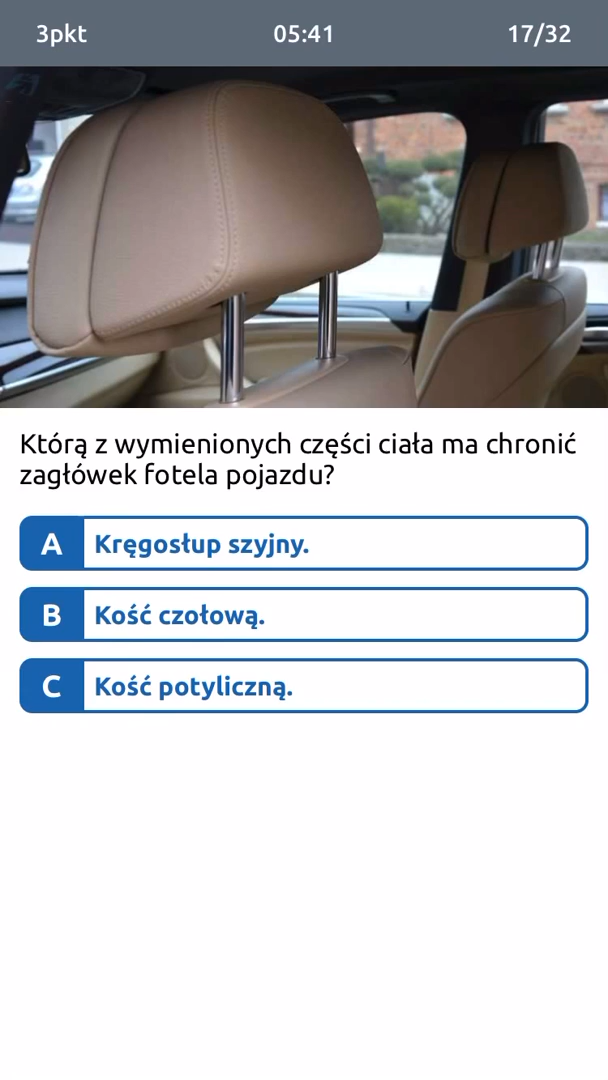 3pkt 05:41 17/32
Którą z wymienionych części ciała ma chronić
zagłówek fotela pojazdu?
A Kręgosłup szyjny.
B Kość czołową.
C Kość potyliczną.